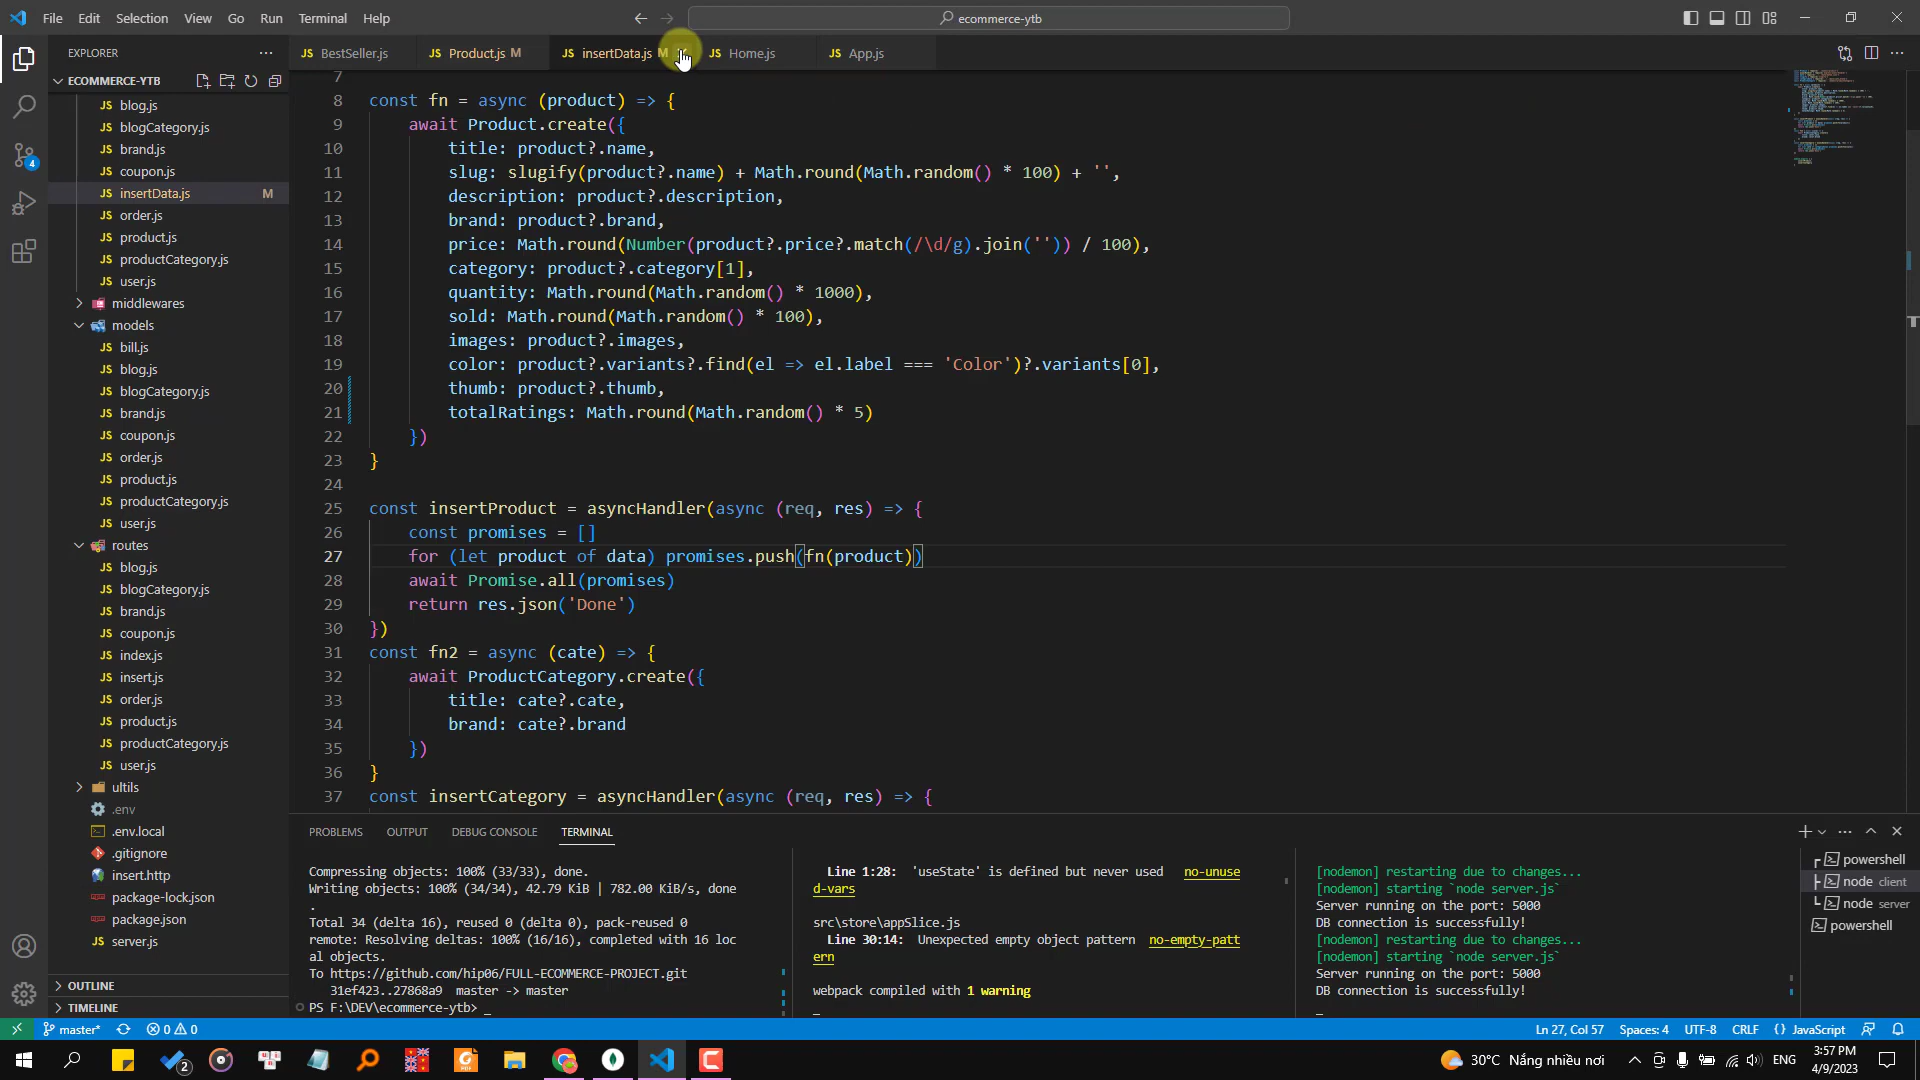 File Edit Selection View Go Run Terminal Help
ecommerce-ytb
EXPLORER
BestSeller.js
Product.js M
insertData.js M
Home.js
App.js
ECOMMERCE-YTB
blog.js
blogCategory.js
brand.js
coupon.js
insertData.js M
order.js
product.js
productCategory.js
user.js
middlewares
models
bill.js
blog.js
blogCategory.js
brand.js
coupon.js
order.js
product.js
productCategory.js
user.js
routes
blog.js
blogCategory.js
brand.js
coupon.js
index.js
insert.js
order.js
product.js
productCategory.js
user.js
ultils
.env
.env.local
.gitignore
insert.http
package-lock.json
package.json
server.js
OUTLINE
TIMELINE
7
8 const fn = async (product) => {
9 await Product.create({
10 title: product?.name,
11 slug: slugify(product?.name) + Math.round(Math.random() * 100) + '',
12 description: product?.description,
13 brand: product?.brand,
14 price: Math.round(Number(product?.price?.match(/\d/g).join('')) / 100),
15 category: product?.category[1],
16 quantity: Math.round(Math.random() * 1000),
17 sold: Math.round(Math.random() * 100),
18 images: product?.images,
19 color: product?.variants?.find(el => el.label === 'Color')?.variants[0],
20 thumb: product?.thumb,
21 totalRatings: Math.round(Math.random() * 5)
22 })
23 }
24
25 const insertProduct = asyncHandler(async (req, res) => {
26 const promises = []
27 for (let product of data) promises.push(fn(product))
28 await Promise.all(promises)
29 return res.json('Done')
30 })
31 const fn2 = async (cate) => {
32 await ProductCategory.create({
33 title: cate?.cate,
34 brand: cate?.brand
35 })
36 }
37 const insertCategory = asyncHandler(async (req, res) => {
PROBLEMS OUTPUT DEBUG CONSOLE TERMINAL
Compressing objects: 100% (33/33), done.
Writing objects: 100% (34/34), 42.79 KiB | 782.00 KiB/s, done
.
Total 34 (delta 16), reused 0 (delta 0), pack-reused 0
remote: Resolving deltas: 100% (16/16), completed with 16 loc
al objects.
To https://github.com/hip06/FULL-ECOMMERCE-PROJECT.git
31ef423..27868a9 master -> master
PS F:\DEV\ecommerce-ytb> _
Line 1:28: 'useState' is defined but never used no-unuse
d-vars
src\store\appSlice.js
Line 30:14: Unexpected empty object pattern no-empty-patt
ern
webpack compiled with 1 warning
[nodemon] restarting due to changes...
[nodemon] starting `node server.js`
Server running on the port: 5000
DB connection is successfully!
[nodemon] restarting due to changes...
[nodemon] starting `node server.js`
Server running on the port: 5000
DB connection is successfully!
powershell
node client
node server
powershell
4
master* 0 0
Ln 27, Col 57 Spaces: 4 UTF-8 CRLF {} JavaScript
2
30°C Nắng nhiều nơi
ENG
3:57 PM
4/9/2023